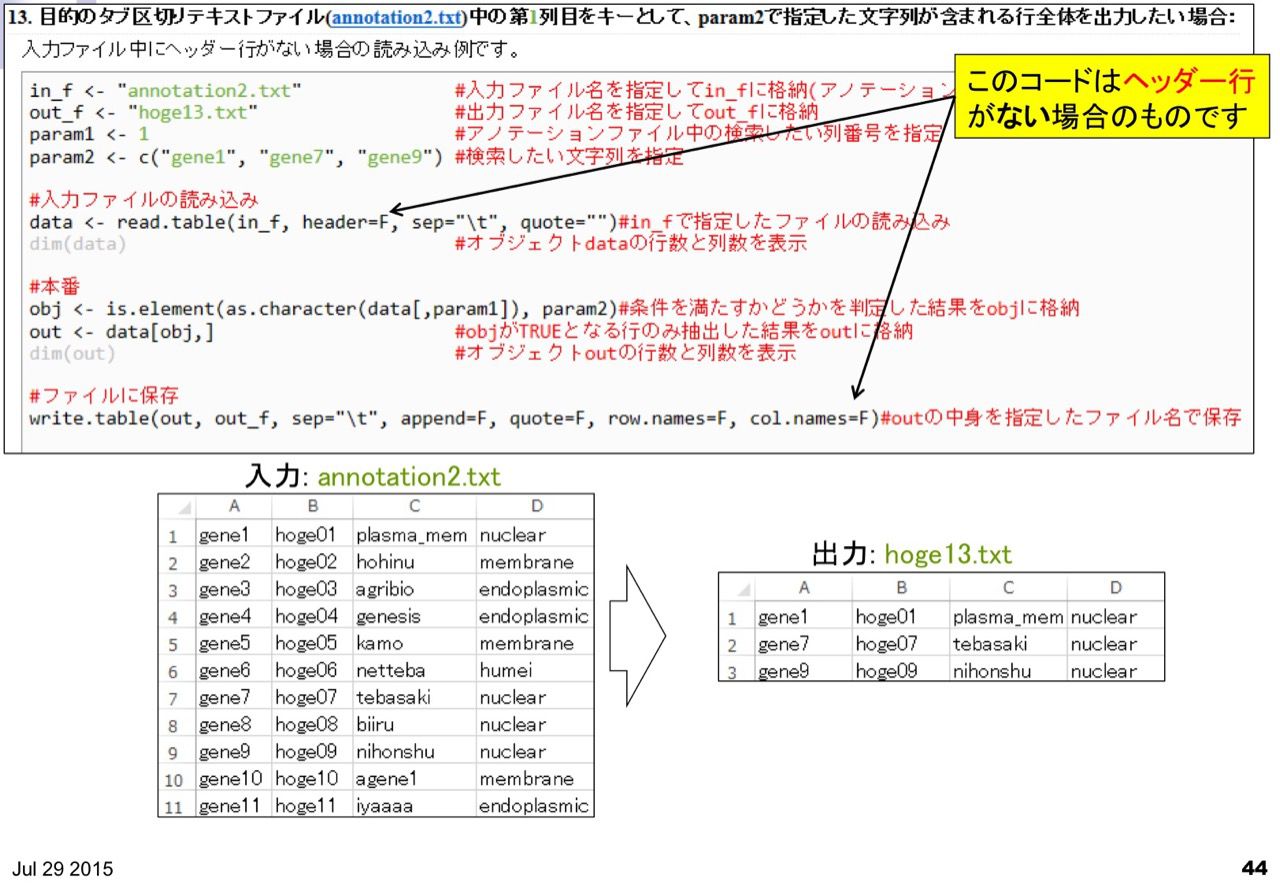 13. 目的のタブ区切りテキストファイル(annotation2.txt)中の第1列目をキーとして、param2で指定した文字列が含まれる行全体を出力したい場合:
入力ファイル中にヘッダー行がない場合の読み込み例です。
このコードはヘッダー行
がない場合のものです
in_f <- "annotation2.txt" #入力ファイル名を指定してin_fに格納(アノテーション
out_f <- "hoge13.txt" #出力ファイル名を指定してout_fに格納
param1 <- 1 #アノテーションファイル中の検索したい列番号を指定
param2 <- c("gene1", "gene7", "gene9") #検索したい文字列を指定
#入力ファイルの読み込み
data <- read.table(in_f, header=F, sep="\t", quote="")#in_fで指定したファイルの読み込み
dim(data) #オブジェクトdataの行数と列数を表示
#本番
obj <- is.element(as.character(data[,param1]), param2)#条件を満たすかどうかを判定した結果をobjに格納
out <- data[obj,] #objがTRUEとなる行のみ抽出した結果をoutに格納
dim(out) #オブジェクトoutの行数と列数を表示
#ファイルに保存
write.table(out, out_f, sep="\t", append=F, quote=F, row.names=F, col.names=F)#outの中身を指定したファイル名で保存
入力: annotation2.txt
A B C D
1 gene1 hoge01 plasma_mem nuclear
2 gene2 hoge02 hohinu membrane
3 gene3 hoge03 agribio endoplasmic
4 gene4 hoge04 genesis endoplasmic
5 gene5 hoge05 kamo membrane
6 gene6 hoge06 netteba humei
7 gene7 hoge07 tebasaki nuclear
8 gene8 hoge08 biiru nuclear
9 gene9 hoge09 nihonshu nuclear
10 gene10 hoge10 agene1 membrane
11 gene11 hoge11 iyaaaa endoplasmic
出力: hoge13.txt
A B C D
1 gene1 hoge01 plasma_mem nuclear
2 gene7 hoge07 tebasaki nuclear
3 gene9 hoge09 nihonshu nuclear
Jul 29 2015
44